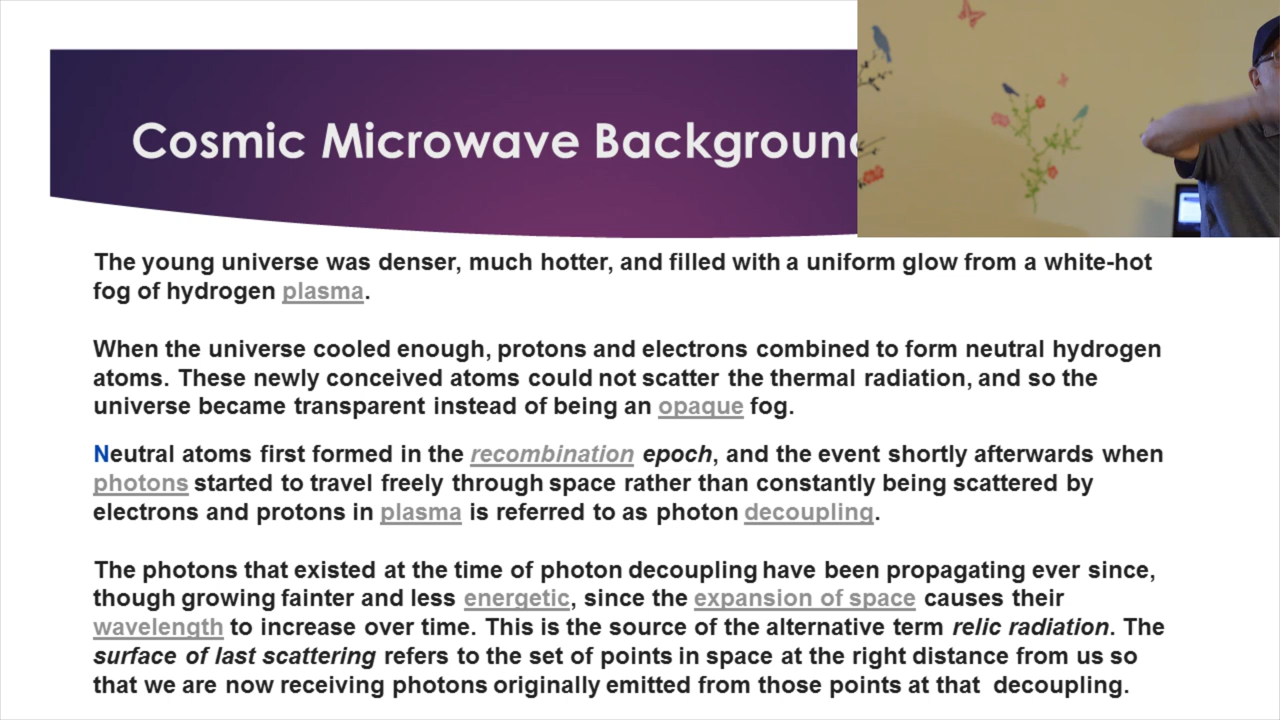 Cosmic Microwave Background
The young universe was denser, much hotter, and filled with a uniform glow from a white-hot
fog of hydrogen plasma.
When the universe cooled enough, protons and electrons combined to form neutral hydrogen
atoms. These newly conceived atoms could not scatter the thermal radiation, and so the
universe became transparent instead of being an opaque fog.
Neutral atoms first formed in the recombination epoch, and the event shortly afterwards when
photons started to travel freely through space rather than constantly being scattered by
electrons and protons in plasma is referred to as photon decoupling.
The photons that existed at the time of photon decoupling have been propagating ever since,
though growing fainter and less energetic, since the expansion of space causes their
wavelength to increase over time. This is the source of the alternative term relic radiation. The
surface of last scattering refers to the set of points in space at the right distance from us so
that we are now receiving photons originally emitted from those points at that decoupling.